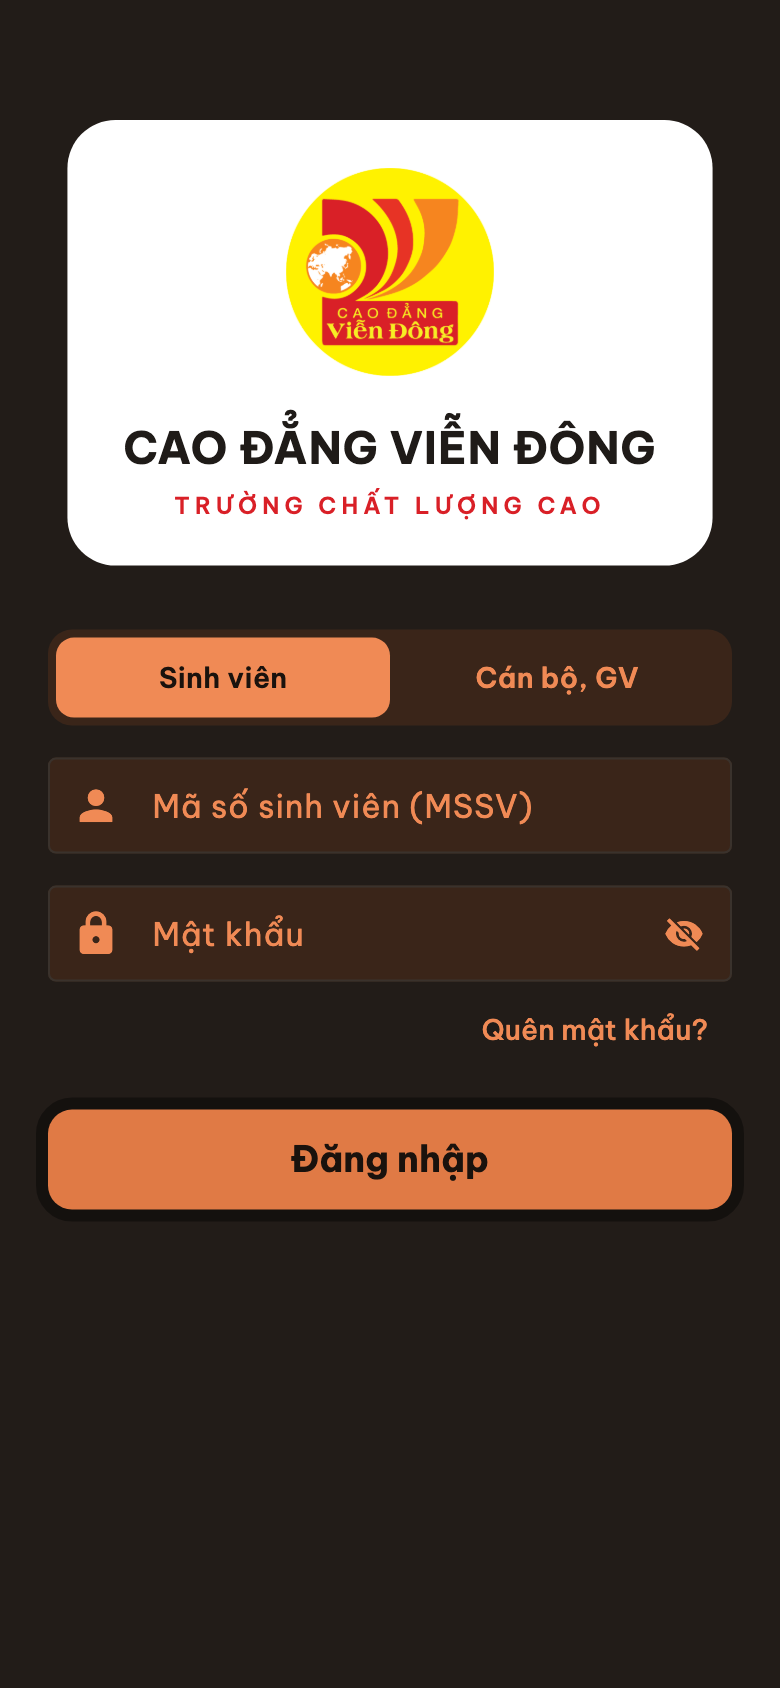 CAO ĐẲNG
Viễn Đông
CAO ĐẲNG VIỄN ĐÔNG
TRƯỜNG CHẤT LƯỢNG CAO
Sinh viên
Cán bộ, GV
Mã số sinh viên (MSSV)
Mật khẩu
Quên mật khẩu?
Đăng nhập